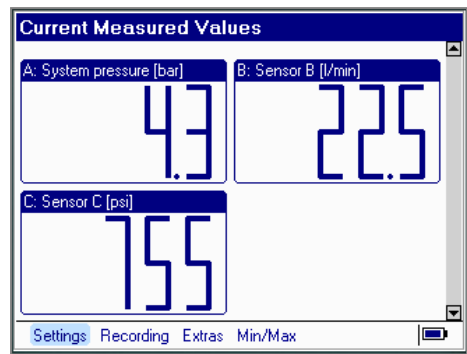 Current Measured Values
A: System pressure [bar] B: Sensor B [l/min]
4.3 22.5
C: Sensor C [psi]
755
Settings Recording Extras Min/Max